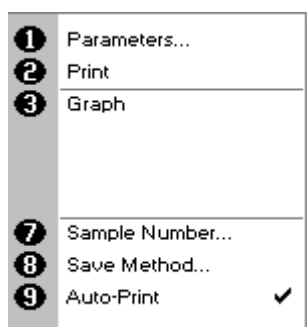 1 Parameters...
2 Print
3 Graph
7 Sample Number...
8 Save Method...
9 Auto-Print ✔